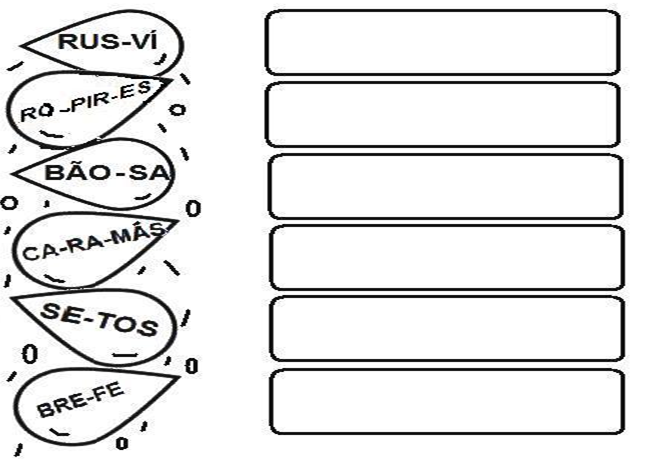 RUS-VÍ
RO-PIR-ES
BÃO-SA
CA-RA-MÁS
SE-TOS
BRE-FE